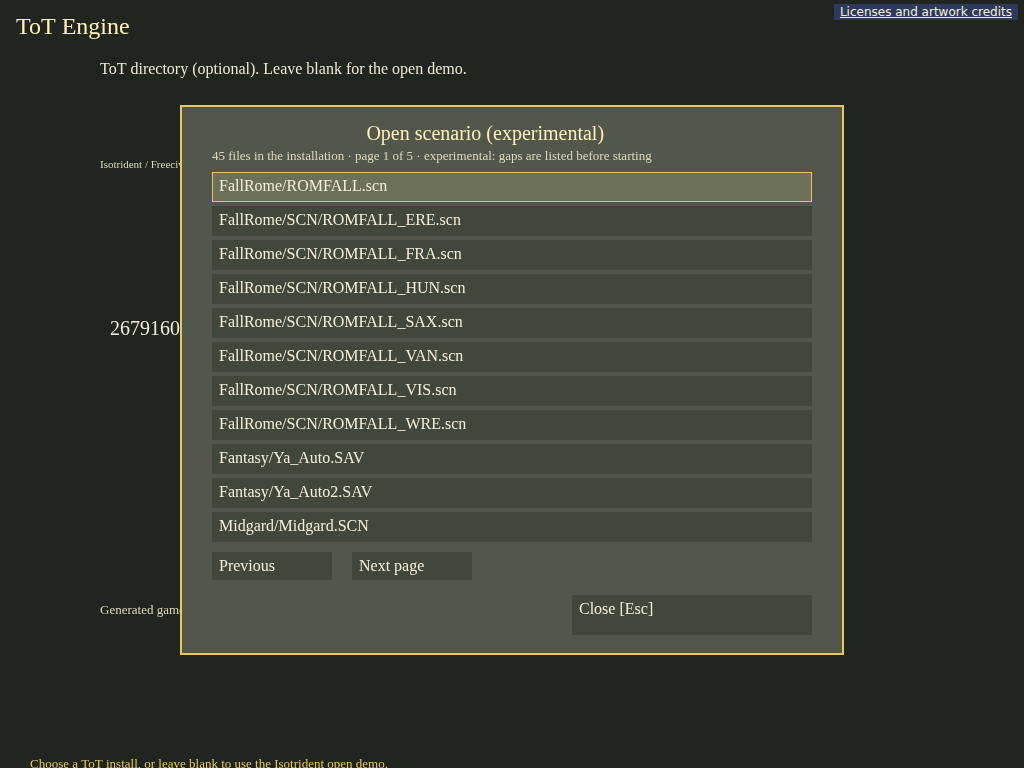 ToT Engine
Licenses and artwork credits
ToT directory (optional). Leave blank for the open demo.
Open scenario (experimental)
45 files in the installation · page 1 of 5 · experimental: gaps are listed before starting
Isotrident / Freeciv
FallRome/ROMFALL.scn
FallRome/SCN/ROMFALL_ERE.scn
FallRome/SCN/ROMFALL_FRA.scn
FallRome/SCN/ROMFALL_HUN.scn
FallRome/SCN/ROMFALL_SAX.scn
2679160
FallRome/SCN/ROMFALL_VAN.scn
FallRome/SCN/ROMFALL_VIS.scn
FallRome/SCN/ROMFALL_WRE.scn
Fantasy/Ya_Auto.SAV
Fantasy/Ya_Auto2.SAV
Midgard/Midgard.SCN
Previous
Next page
Close [Esc]
Generated game
Choose a ToT install, or leave blank to use the Isotrident open demo.